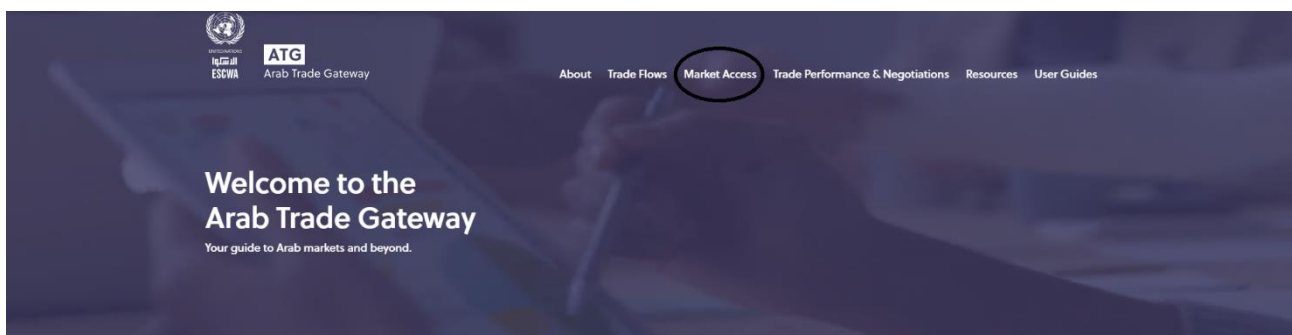 UNITED NATIONS
الإسكوا
ESCWA
ATG
Arab Trade Gateway
About Trade Flows Market Access Trade Performance & Negotiations Resources User Guides
Welcome to the
Arab Trade Gateway
Your guide to Arab markets and beyond.